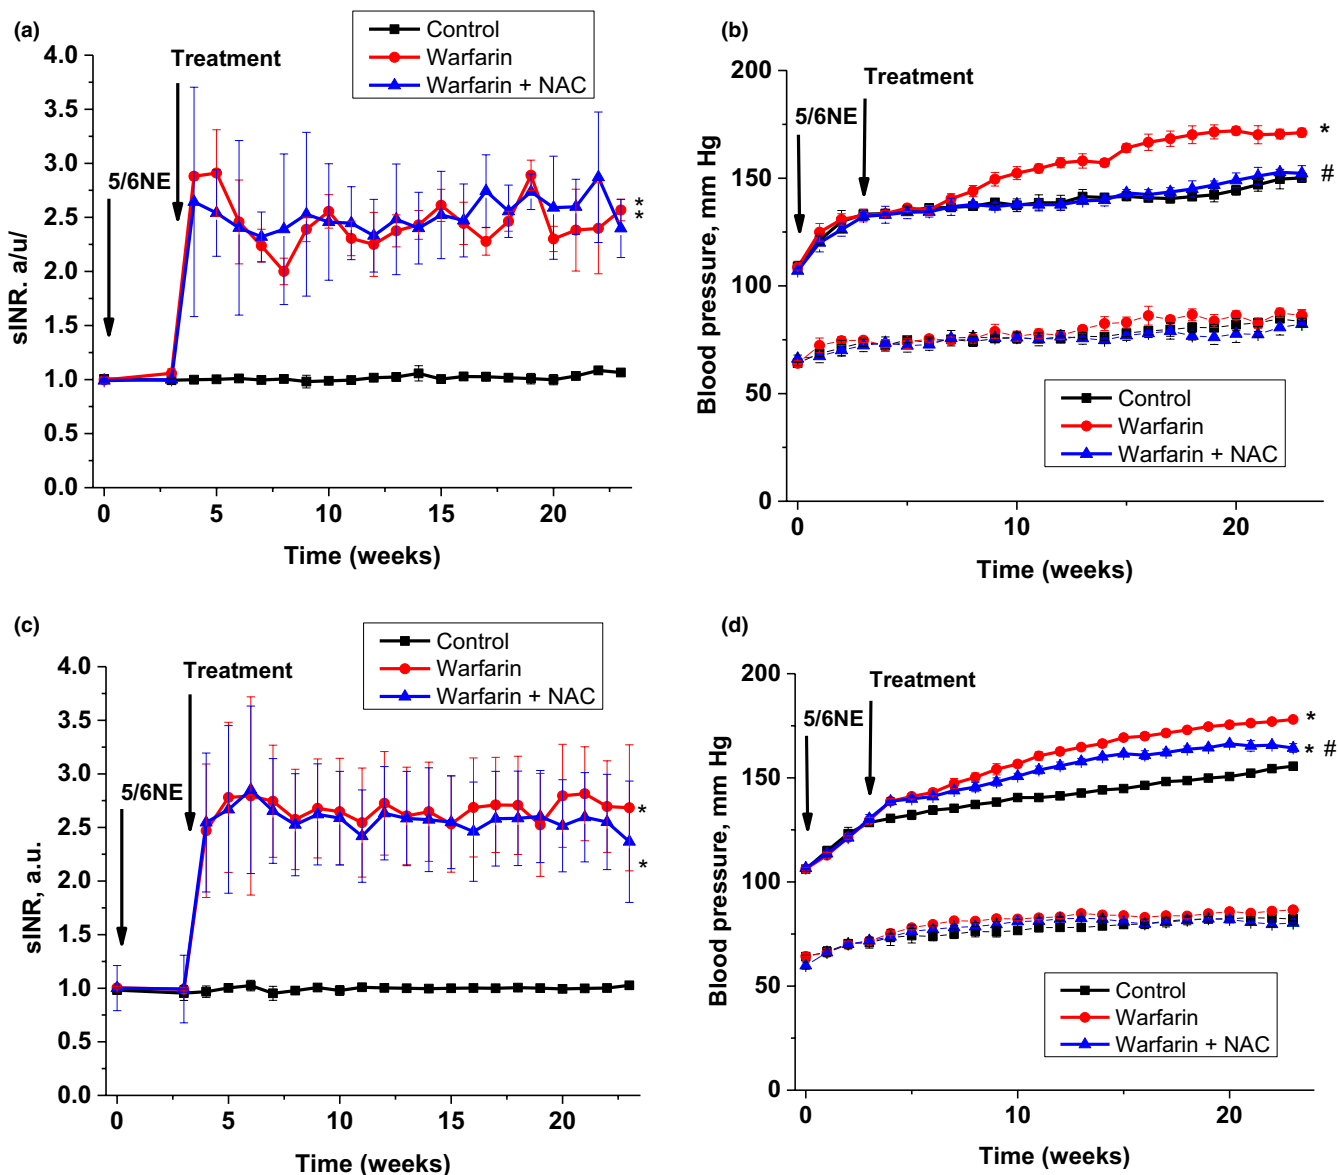 (a)
Control
Warfarin
Warfarin + NAC
Treatment
5/6NE
4.0
3.5
3.0
2.5
2.0
1.5
1.0
0.5
0.0
sINR. a/u/
*
*
0
5
10
15
20
Time (weeks)
(b)
Treatment
5/6NE
200
150
100
50
0
Blood pressure, mm Hg
*
#
Control
Warfarin
Warfarin + NAC
0
10
20
Time (weeks)
(c)
Control
Warfarin
Warfarin + NAC
Treatment
5/6NE
4.0
3.5
3.0
2.5
2.0
1.5
1.0
0.5
0.0
sINR, a.u.
*
*
0
5
10
15
20
Time (weeks)
(d)
Treatment
5/6NE
200
150
100
50
0
Blood pressure, mm Hg
*
* #
Control
Warfarin
Warfarin + NAC
0
10
20
Time (weeks)